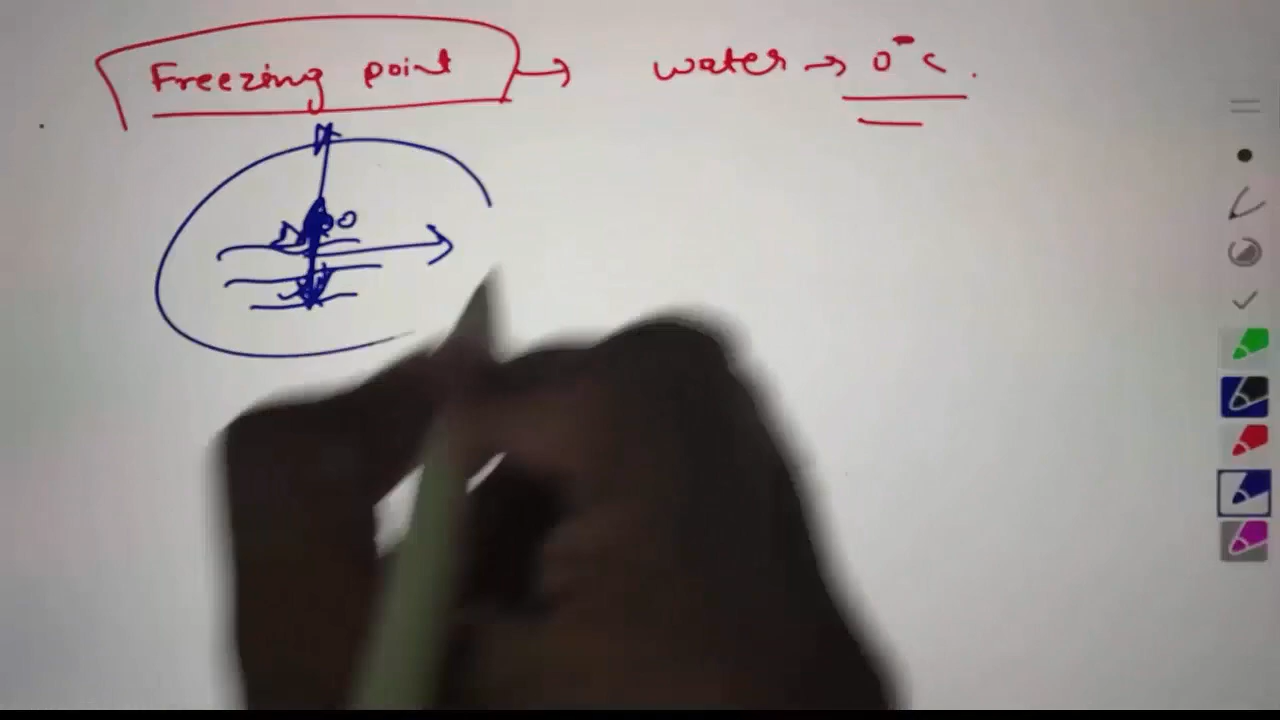 Freezing point → water → 0°c.